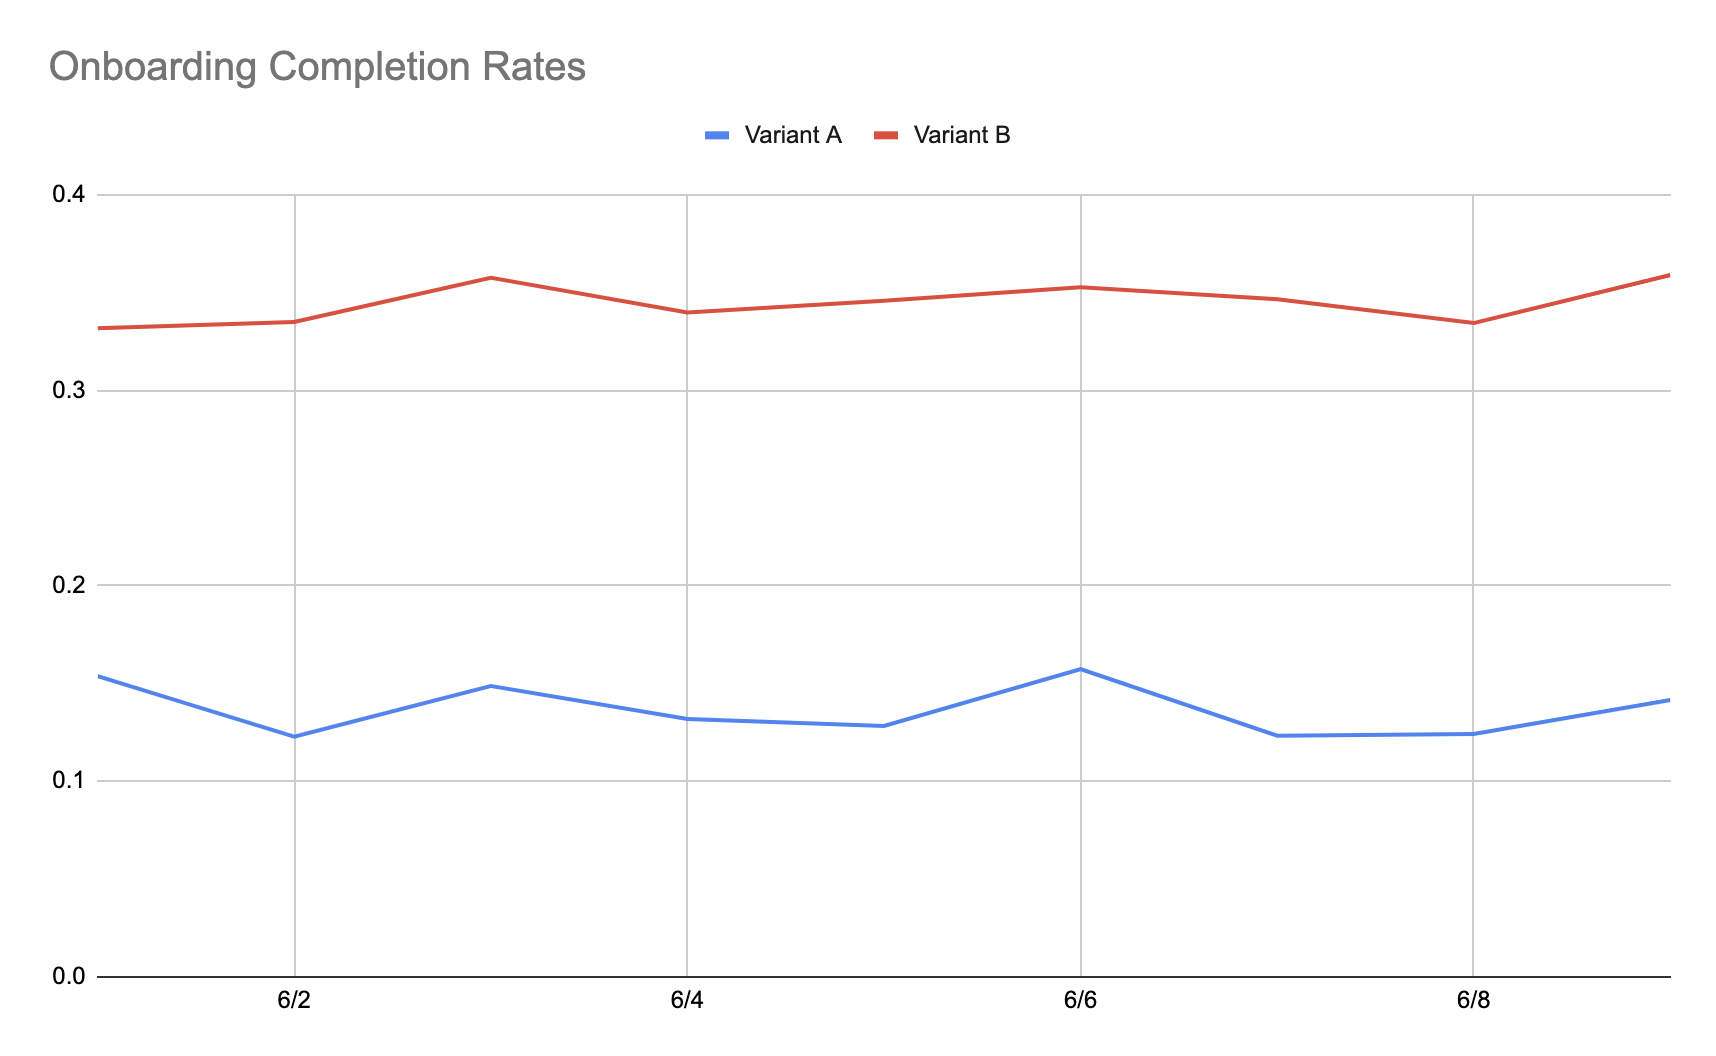 Onboarding Completion Rates
Variant A Variant B
0.4
0.3
0.2
0.1
0.0
6/2 6/4 6/6 6/8